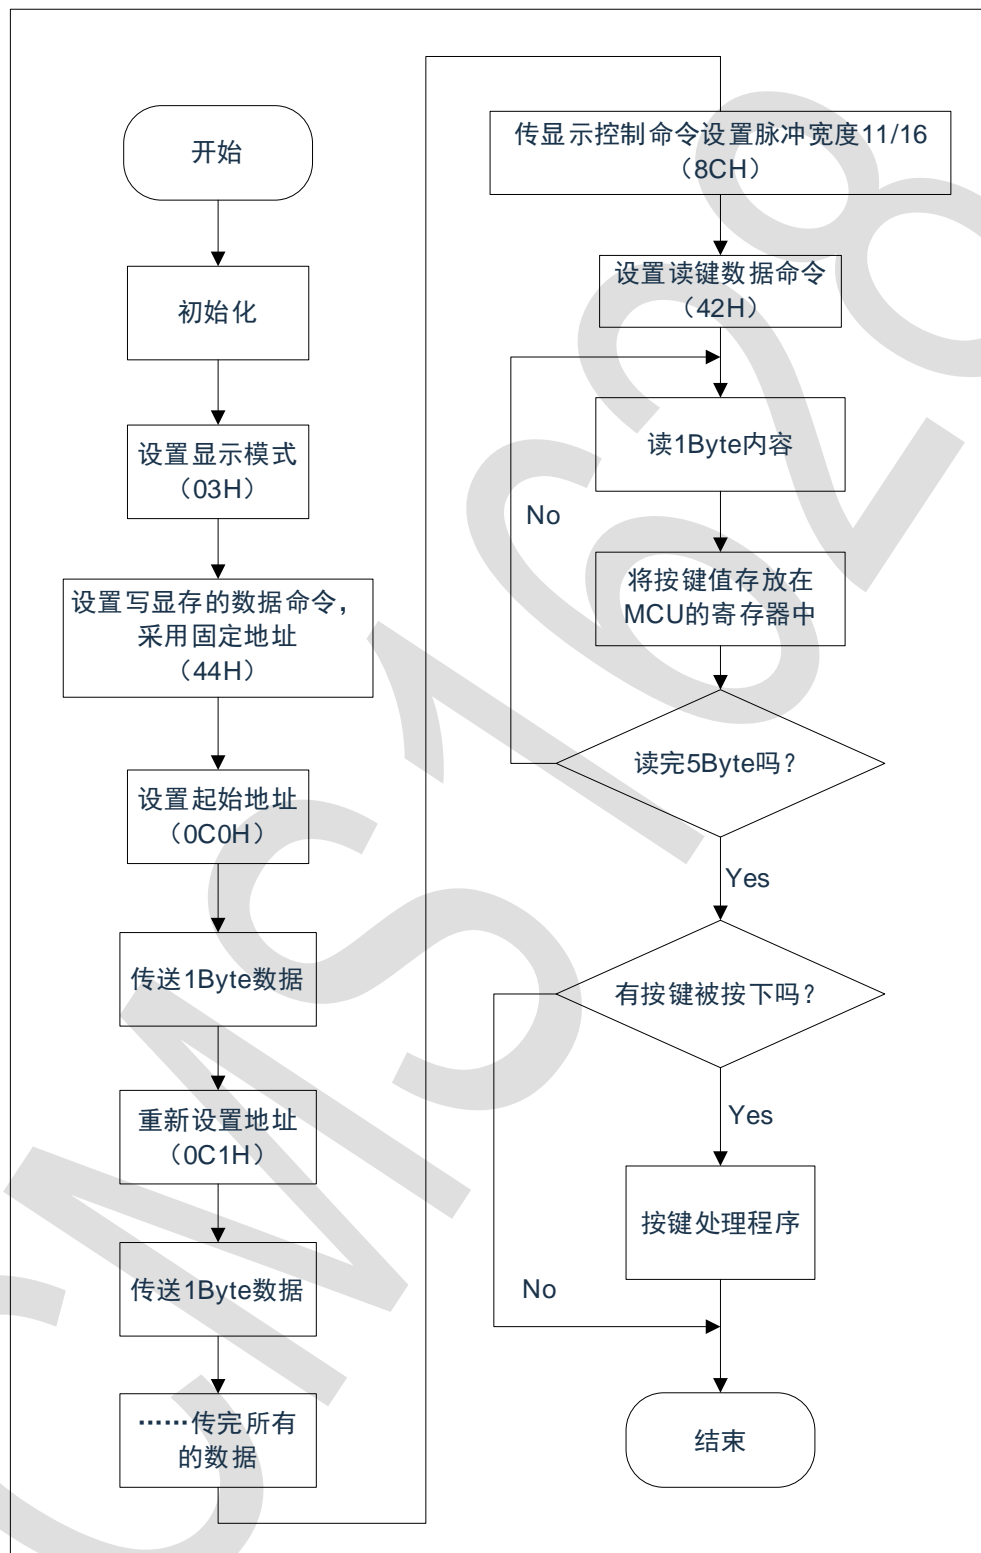 开始
初始化
设置显示模式
（03H）
设置写显存的数据命令，
采用固定地址
（44H）
设置起始地址
（0C0H）
传送1Byte数据
重新设置地址
（0C1H）
传送1Byte数据
……传完所有
的数据
传显示控制命令设置脉冲宽度11/16
（8CH）
设置读键数据命令
（42H）
读1Byte内容
No
将按键值存放在
MCU的寄存器中
读完5Byte吗？
Yes
有按键被按下吗？
Yes
按键处理程序
No
结束
CMS1628